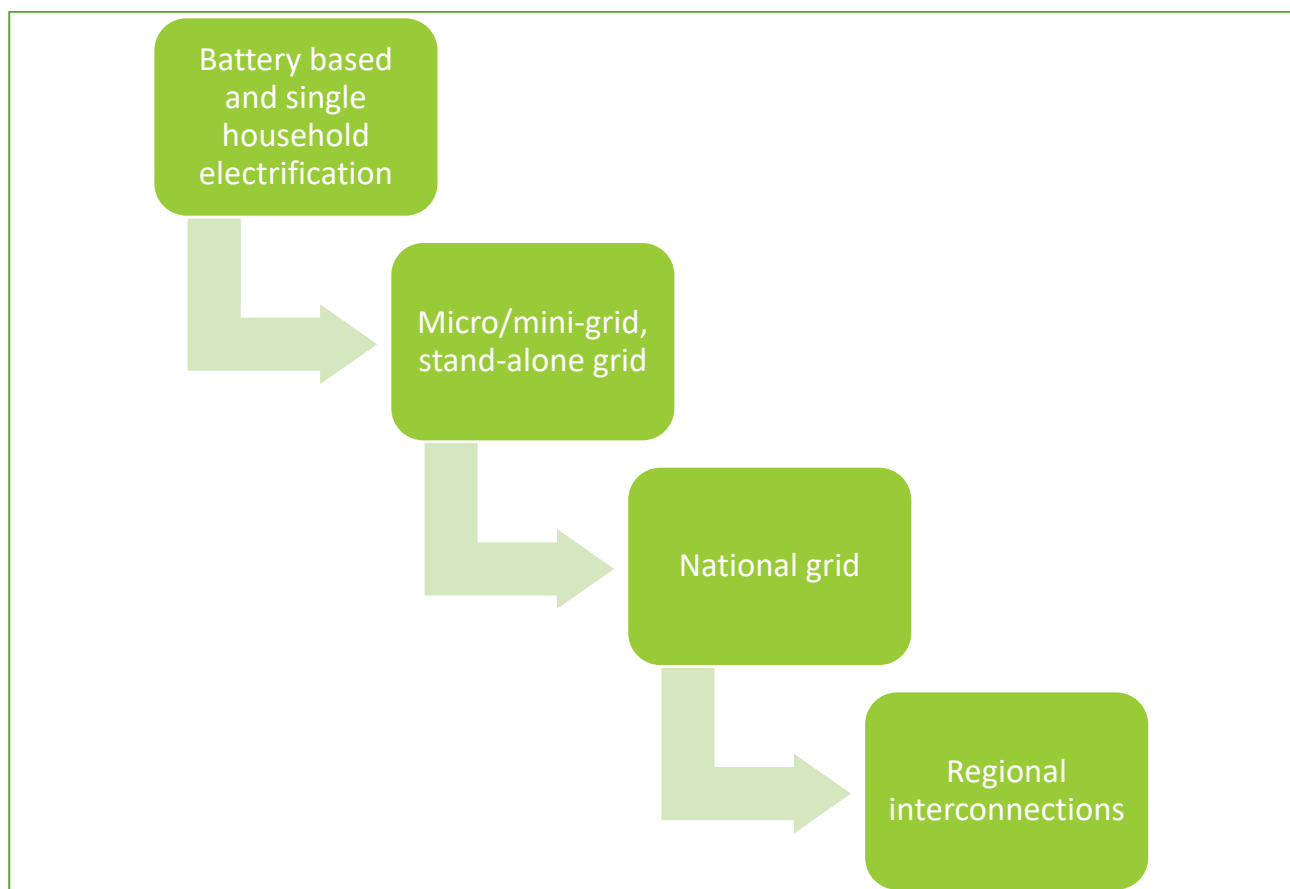 Battery based
and single
household
electrification
Micro/mini-grid,
stand-alone grid
National grid
Regional
interconnections